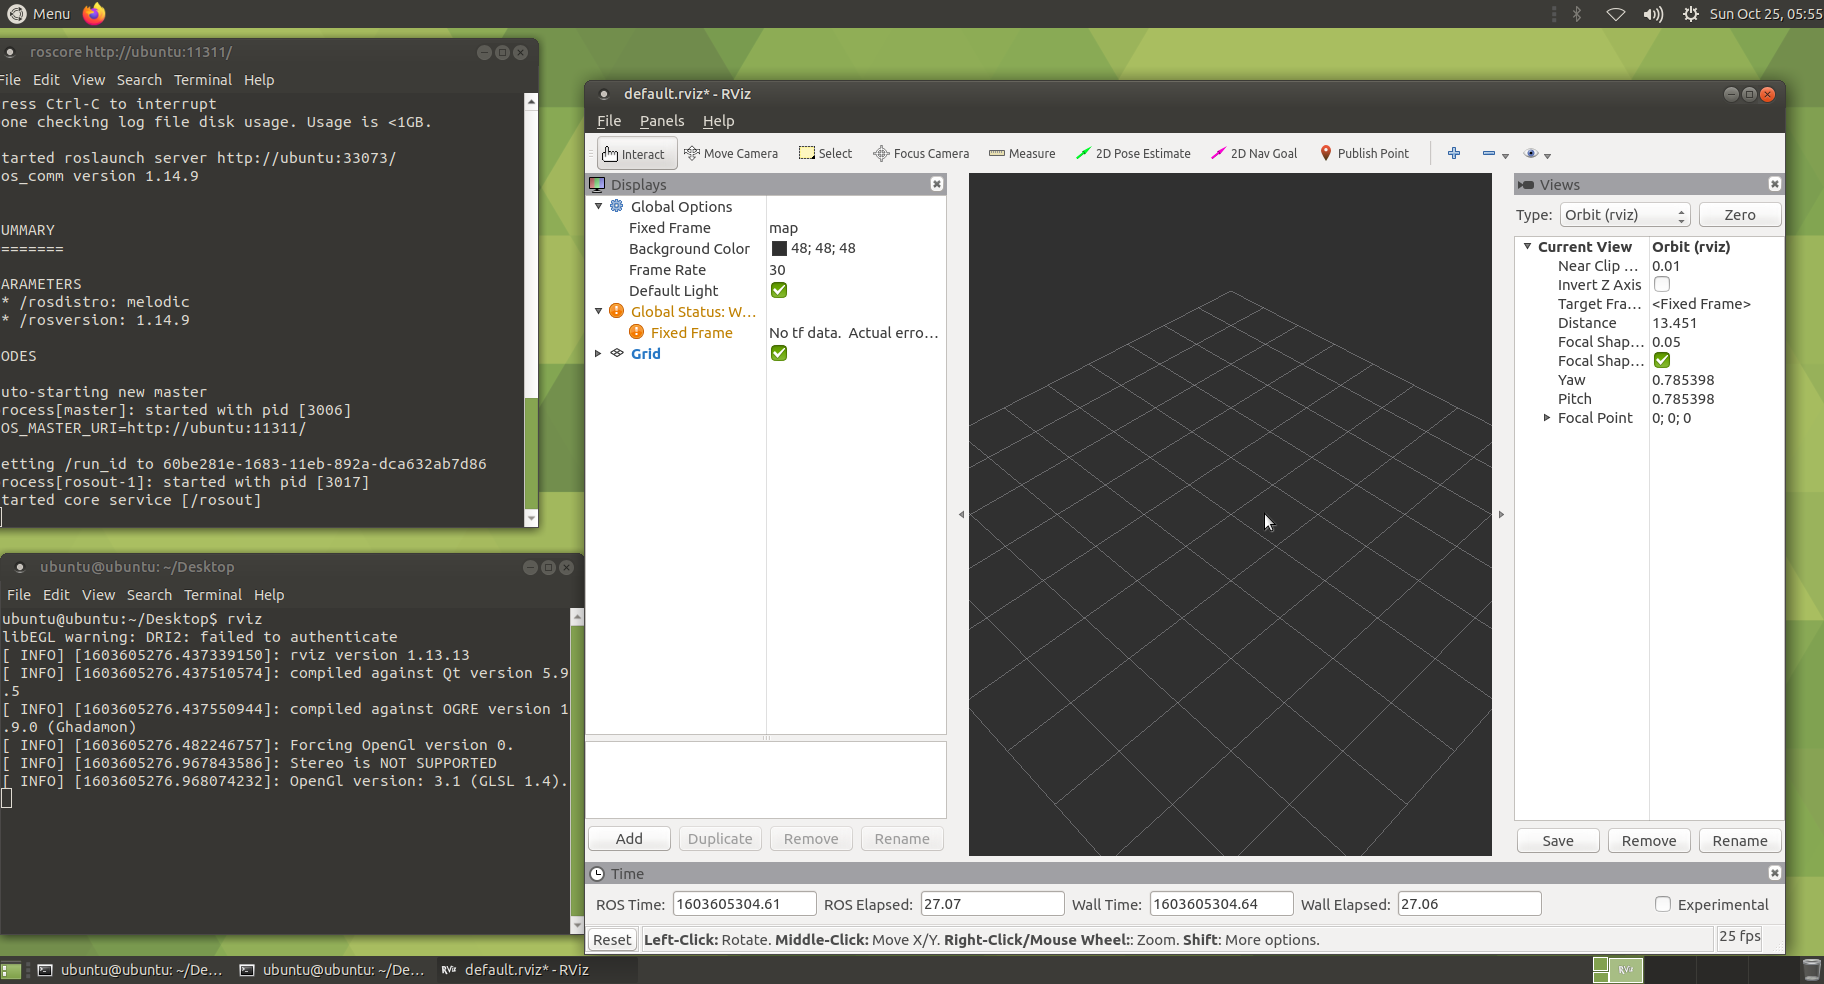 Menu
Sun Oct 25, 05:55
roscore http://ubuntu:11311/
File Edit View Search Terminal Help
ress Ctrl-C to interrupt
one checking log file disk usage. Usage is <1GB.
tarted roslaunch server http://ubuntu:33073/
os_comm version 1.14.9
UMMARY
=======
ARAMETERS
* /rosdistro: melodic
* /rosversion: 1.14.9
ODES
uto-starting new master
rocess[master]: started with pid [3006]
OS_MASTER_URI=http://ubuntu:11311/
etting /run_id to 60be281e-1683-11eb-892a-dca632ab7d86
rocess[rosout-1]: started with pid [3017]
tarted core service [/rosout]
ubuntu@ubuntu: ~/Desktop
File Edit View Search Terminal Help
ubuntu@ubuntu:~/Desktop$ rviz
libEGL warning: DRI2: failed to authenticate
[ INFO] [1603605276.437339150]: rviz version 1.13.13
[ INFO] [1603605276.437510574]: compiled against Qt version 5.9
.5
[ INFO] [1603605276.437550944]: compiled against OGRE version 1
.9.0 (Ghadamon)
[ INFO] [1603605276.482246757]: Forcing OpenGl version 0.
[ INFO] [1603605276.967843586]: Stereo is NOT SUPPORTED
[ INFO] [1603605276.968074232]: OpenGl version: 3.1 (GLSL 1.4).
default.rviz* - RViz
File Panels Help
Interact Move Camera Select Focus Camera Measure 2D Pose Estimate 2D Nav Goal Publish Point
Displays
Global Options
Fixed Frame map
Background Color 48; 48; 48
Frame Rate 30
Default Light
Global Status: W...
Fixed Frame No tf data. Actual erro...
Grid
Add Duplicate Remove Rename
Views
Type: Orbit (rviz) Zero
Current View Orbit (rviz)
Near Clip ... 0.01
Invert Z Axis
Target Fra... <Fixed Frame>
Distance 13.451
Focal Shap... 0.05
Focal Shap...
Yaw 0.785398
Pitch 0.785398
Focal Point 0; 0; 0
Save Remove Rename
Time
ROS Time: 1603605304.61 ROS Elapsed: 27.07 Wall Time: 1603605304.64 Wall Elapsed: 27.06 Experimental
Reset Left-Click: Rotate. Middle-Click: Move X/Y. Right-Click/Mouse Wheel:: Zoom. Shift: More options. 25 fps
ubuntu@ubuntu: ~/De... ubuntu@ubuntu: ~/De... RViz default.rviz* - RViz RViz